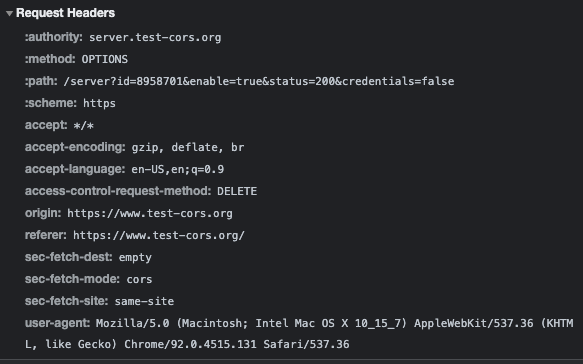 Request Headers
:authority: server.test-cors.org
:method: OPTIONS
:path: /server?id=8958701&enable=true&status=200&credentials=false
:scheme: https
accept: */*
accept-encoding: gzip, deflate, br
accept-language: en-US,en;q=0.9
access-control-request-method: DELETE
origin: https://www.test-cors.org
referer: https://www.test-cors.org/
sec-fetch-dest: empty
sec-fetch-mode: cors
sec-fetch-site: same-site
user-agent: Mozilla/5.0 (Macintosh; Intel Mac OS X 10_15_7) AppleWebKit/537.36 (KHTM
L, like Gecko) Chrome/92.0.4515.131 Safari/537.36